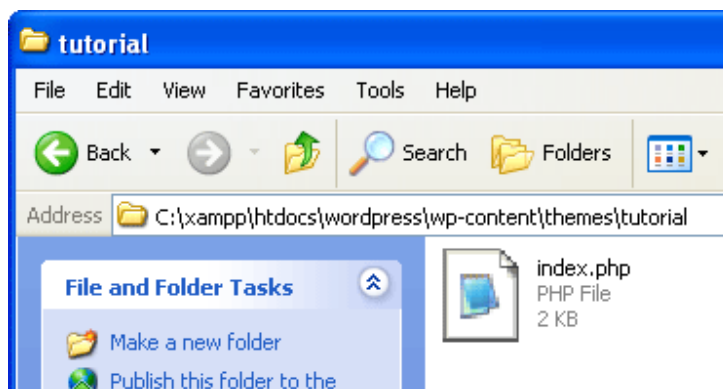 tutorial
File Edit View Favorites Tools Help
Back Search Folders
Address C:\xampp\htdocs\wordpress\wp-content\themes\tutorial
File and Folder Tasks
Make a new folder
Publish this folder to the
index.php
PHP File
2 KB